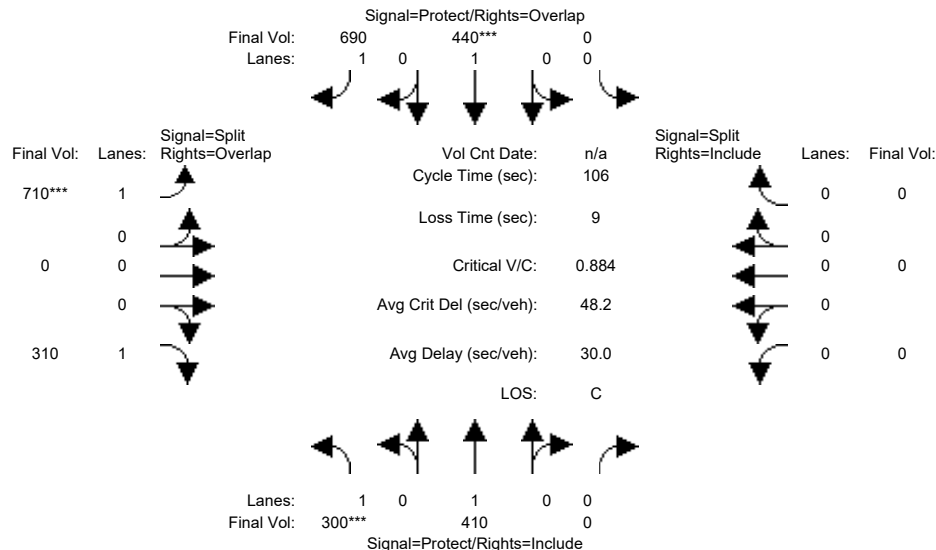 Signal=Protect/Rights=Overlap
Final Vol: 690 440*** 0
Lanes: 1 0 1 0 0
Signal=Split
Final Vol: Lanes: Rights=Overlap
Vol Cnt Date: n/a
Signal=Split
Rights=Include Lanes: Final Vol:
Cycle Time (sec): 106
710*** 1
0 0
Loss Time (sec): 9
0
0
0 0
Critical V/C: 0.884
0 0
0
Avg Crit Del (sec/veh): 48.2
0
310 1
Avg Delay (sec/veh): 30.0
0 0
LOS: C
Lanes: 1 0 1 0 0
Final Vol: 300*** 410 0
Signal=Protect/Rights=Include